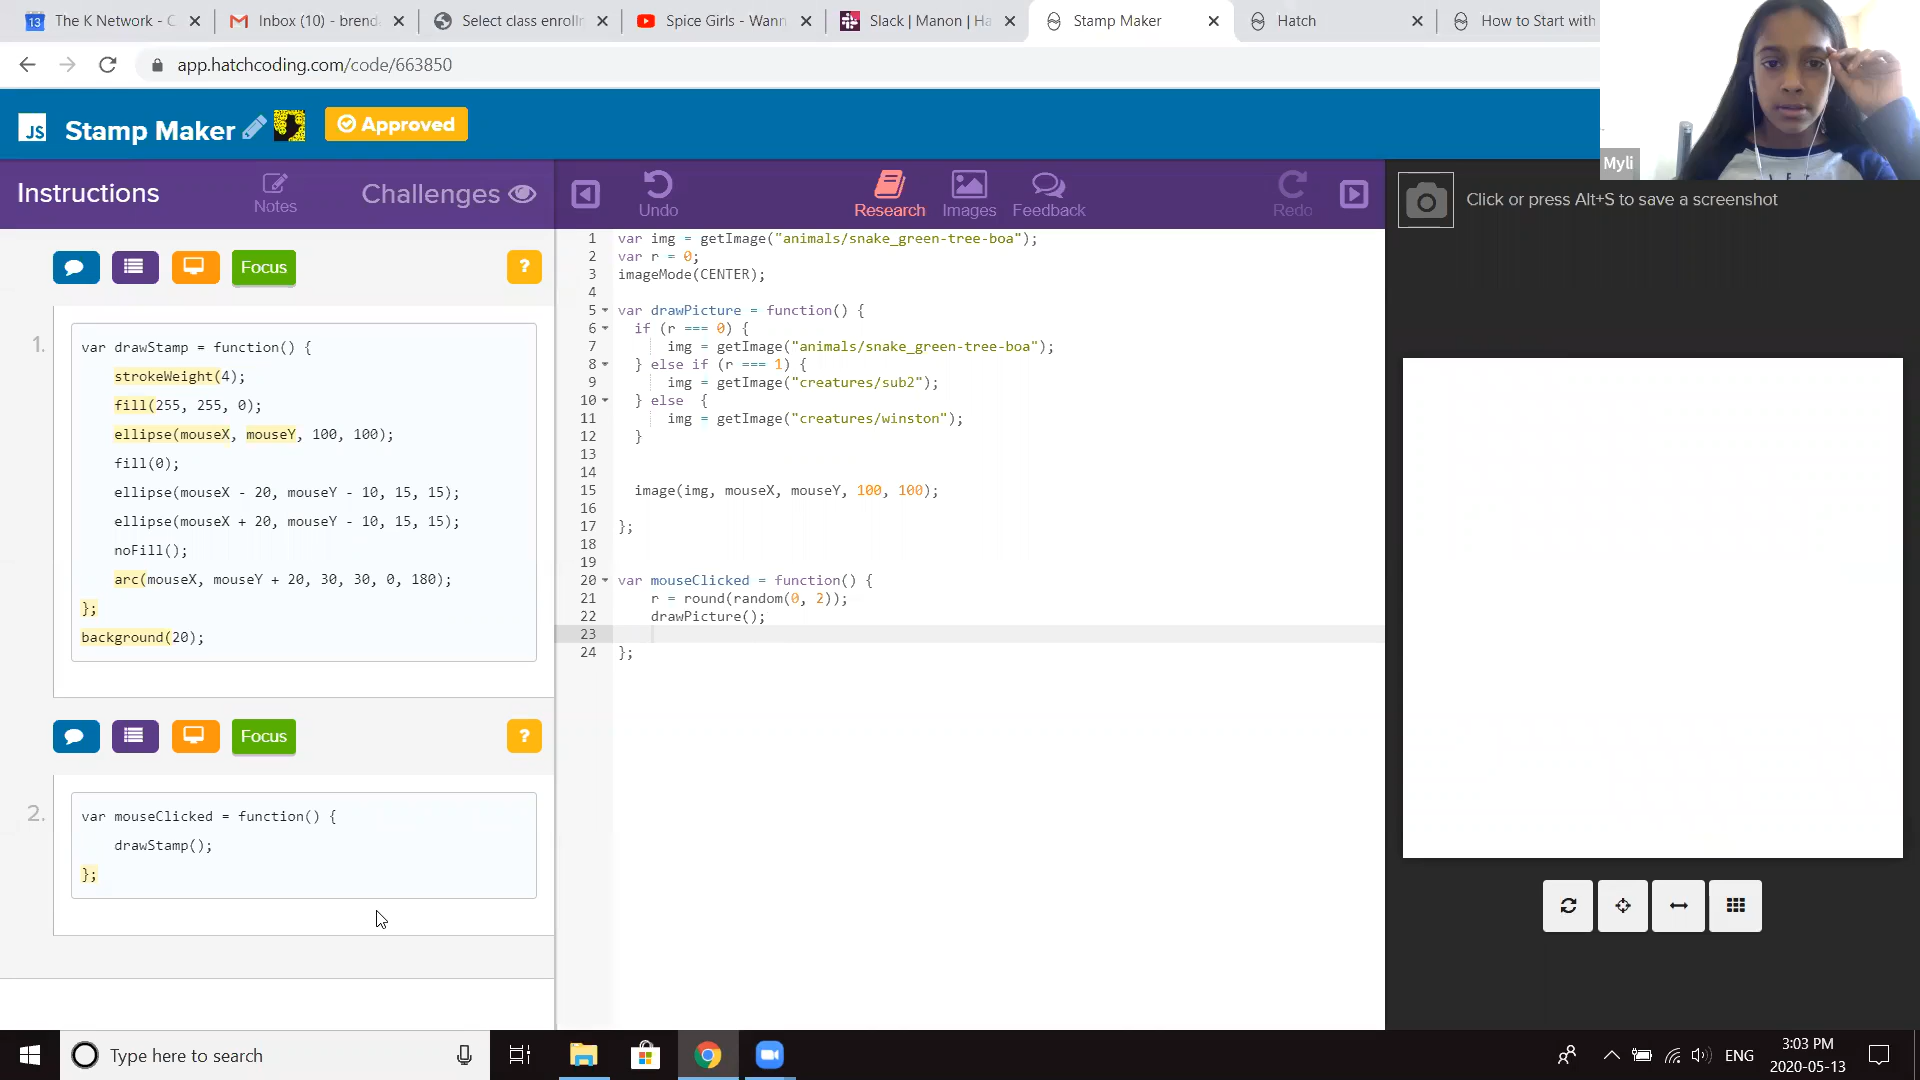 The K Network - C
Inbox (10) - brend
Select class enrollin
Spice Girls - Wann
Slack | Manon | Ha
Stamp Maker
Hatch
How to Start with
app.hatchcoding.com/code/663850
JS
Stamp Maker
Approved
Myli
Instructions
Notes
Challenges
Undo
Research
Images
Feedback
Redo
Click or press Alt+S to save a screenshot
Focus
?
1.
var drawStamp = function() {
strokeWeight(4);
fill(255, 255, 0);
ellipse(mouseX, mouseY, 100, 100);
fill(0);
ellipse(mouseX - 20, mouseY - 10, 15, 15);
ellipse(mouseX + 20, mouseY - 10, 15, 15);
noFill();
arc(mouseX, mouseY + 20, 30, 30, 0, 180);
};
background(20);
Focus
?
2.
var mouseClicked = function() {
drawStamp();
};
1 var img = getImage("animals/snake_green-tree-boa");
2 var r = 0;
3 imageMode(CENTER);
4
5 var drawPicture = function() {
6 if (r === 0) {
7 img = getImage("animals/snake_green-tree-boa");
8 } else if (r === 1) {
9 img = getImage("creatures/sub2");
10 } else {
11 img = getImage("creatures/winston");
12 }
13
14
15 image(img, mouseX, mouseY, 100, 100);
16
17 };
18
19
20 var mouseClicked = function() {
21 r = round(random(0, 2));
22 drawPicture();
23
24 };
Type here to search
ENG
3:03 PM
2020-05-13